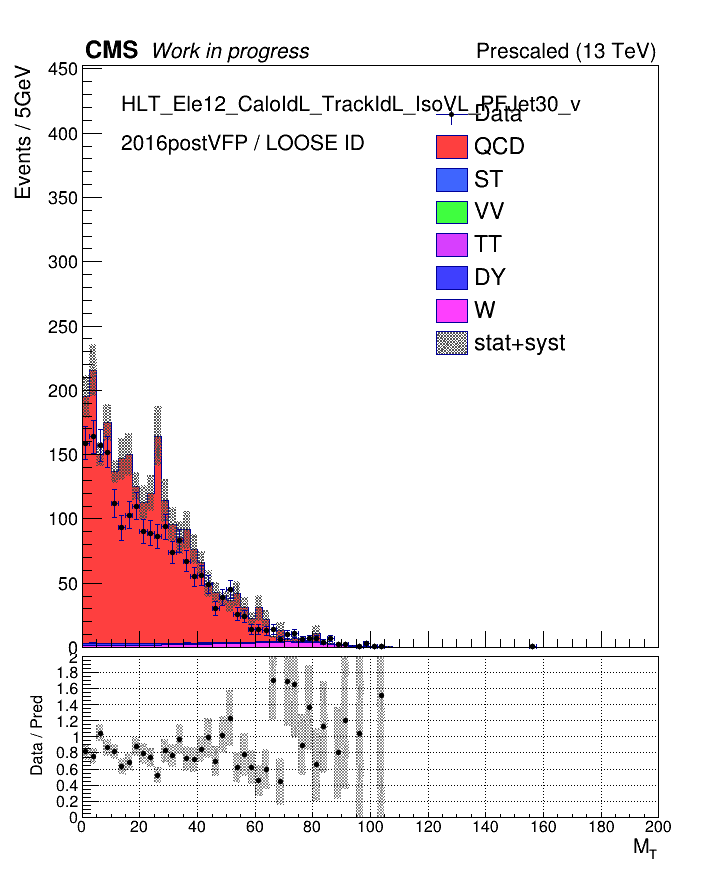 CMS Work in progress Prescaled (13 TeV)
Events / 5GeV
450
400
350
300
250
200
150
100
50
0
HLT_Ele12_CaloIdL_TrackIdL_IsoVL_PFJet30_v
2016postVFP / LOOSE ID
Data
QCD
ST
VV
TT
DY
W
stat+syst
Data / Pred
2
1.8
1.6
1.4
1.2
1
0.8
0.6
0.4
0.2
0
0 20 40 60 80 100 120 140 160 180 200
M_T